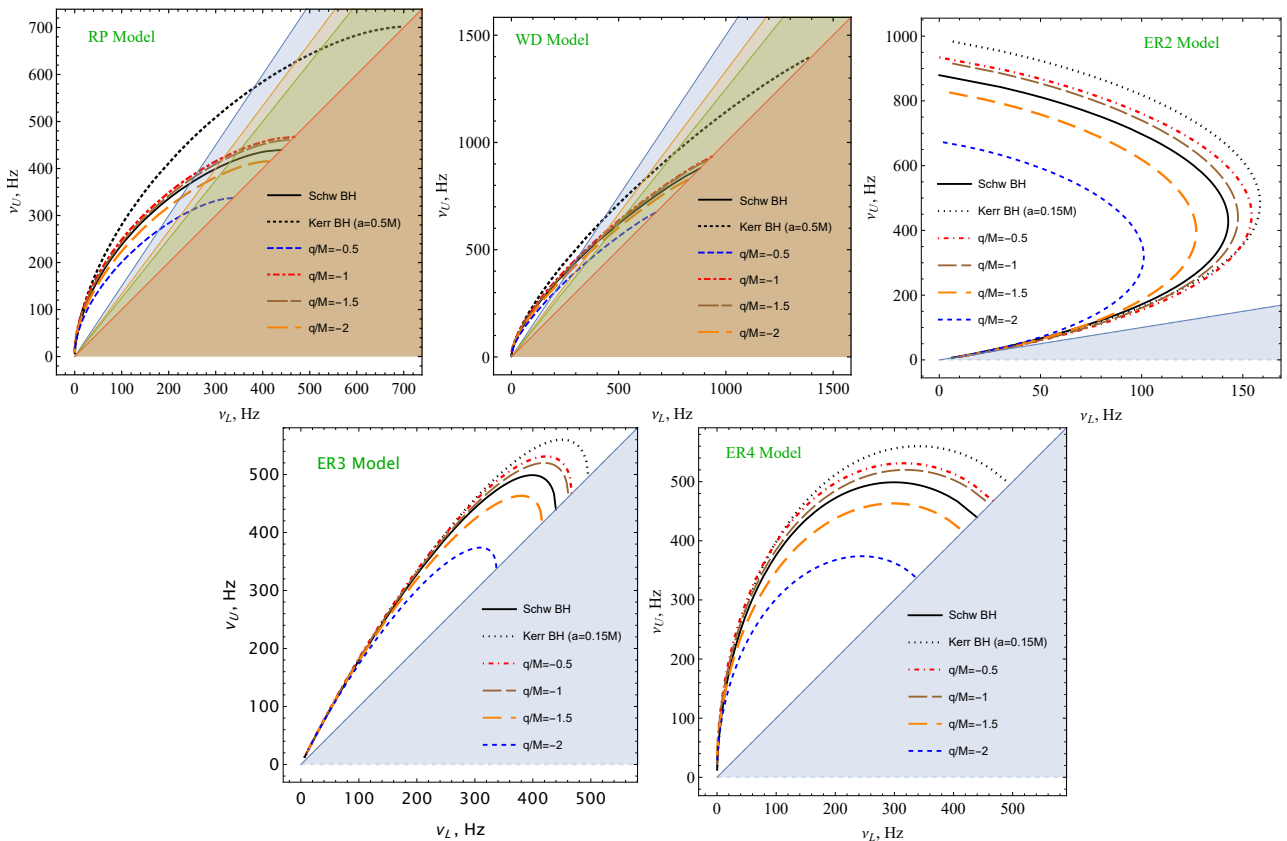 RP Model
ν_U, Hz
700
600
500
400
300
200
100
0
Schw BH
Kerr BH (a=0.5M)
q/M=-0.5
q/M=-1
q/M=-1.5
q/M=-2
0 100 200 300 400 500 600 700
ν_L, Hz
WD Model
ν_U, Hz
1500
1000
500
0
Schw BH
Kerr BH (a=0.5M)
q/M=-0.5
q/M=-1
q/M=-1.5
q/M=-2
0 500 1000 1500
ν_L, Hz
ER2 Model
ν_U, Hz
1000
800
600
400
200
0
Schw BH
Kerr BH (a=0.15M)
q/M=-0.5
q/M=-1
q/M=-1.5
q/M=-2
0 50 100 150
ν_L, Hz
ER3 Model
ν_U, Hz
500
400
300
200
100
0
Schw BH
Kerr BH (a=0.15M)
q/M=-0.5
q/M=-1
q/M=-1.5
q/M=-2
0 100 200 300 400 500
ν_L, Hz
ER4 Model
ν_U, Hz
500
400
300
200
100
0
Schw BH
Kerr BH (a=0.15M)
q/M=-0.5
q/M=-1
q/M=-1.5
q/M=-2
0 100 200 300 400 500
ν_L, Hz